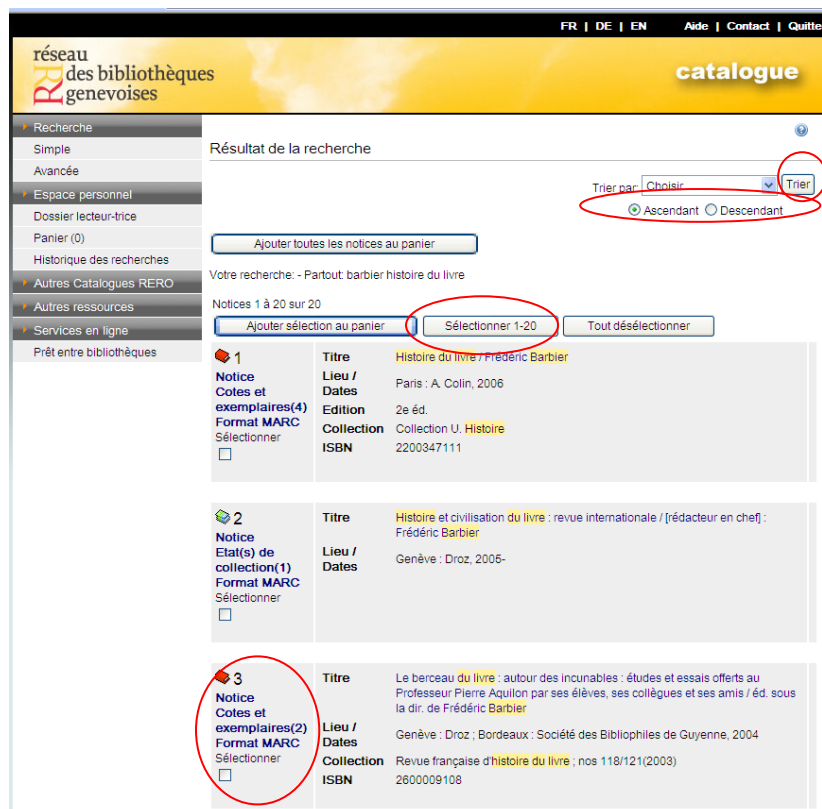 FR | DE | EN Aide | Contact | Quitte
réseau
des bibliothèques
genevoises
catalogue
Recherche
Simple
Avancée
Espace personnel
Dossier lecteur-trice
Panier (0)
Historique des recherches
Autres Catalogues RERO
Autres ressources
Services en ligne
Prêt entre bibliothèques
Résultat de la recherche
Trier par: Choisir Trier
Ascendant Descendant
Ajouter toutes les notices au panier
Votre recherche: - Partout: barbier histoire du livre
Notices 1 à 20 sur 20
Ajouter sélection au panier Sélectionner 1-20 Tout désélectionner
1
Notice
Cotes et
exemplaires(4)
Format MARC
Sélectionner
Titre Histoire du livre / Frédéric Barbier
Lieu /
Dates Paris : A. Colin, 2006
Edition 2e éd.
Collection Collection U. Histoire
ISBN 2200347111
2
Notice
Etat(s) de
collection(1)
Format MARC
Sélectionner
Titre Histoire et civilisation du livre : revue internationale / [rédacteur en chef] :
Frédéric Barbier
Lieu /
Dates Genève : Droz, 2005-
3
Notice
Cotes et
exemplaires(2)
Format MARC
Sélectionner
Titre Le berceau du livre : autour des incunables : études et essais offerts au
Professeur Pierre Aquilon par ses élèves, ses collègues et ses amis / éd. sous
la dir. de Frédéric Barbier
Lieu /
Dates Genève : Droz ; Bordeaux : Société des Bibliophiles de Guyenne, 2004
Collection Revue française d'histoire du livre ; nos 118/121(2003)
ISBN 2600009108